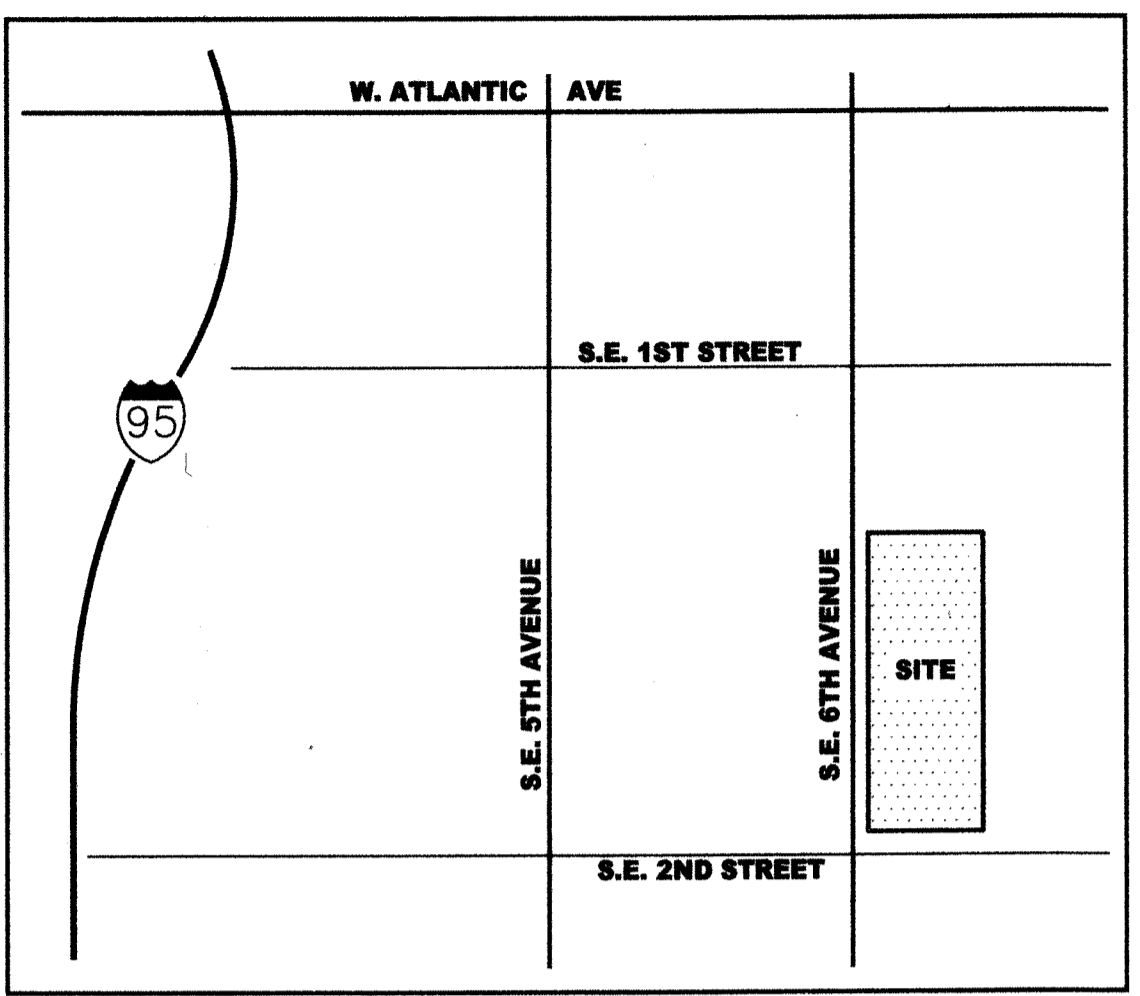 W. ATLANTIC AVE
S.E. 1ST STREET
95
S.E. 5TH AVENUE
S.E. 6TH AVENUE
SITE
S.E. 2ND STREET